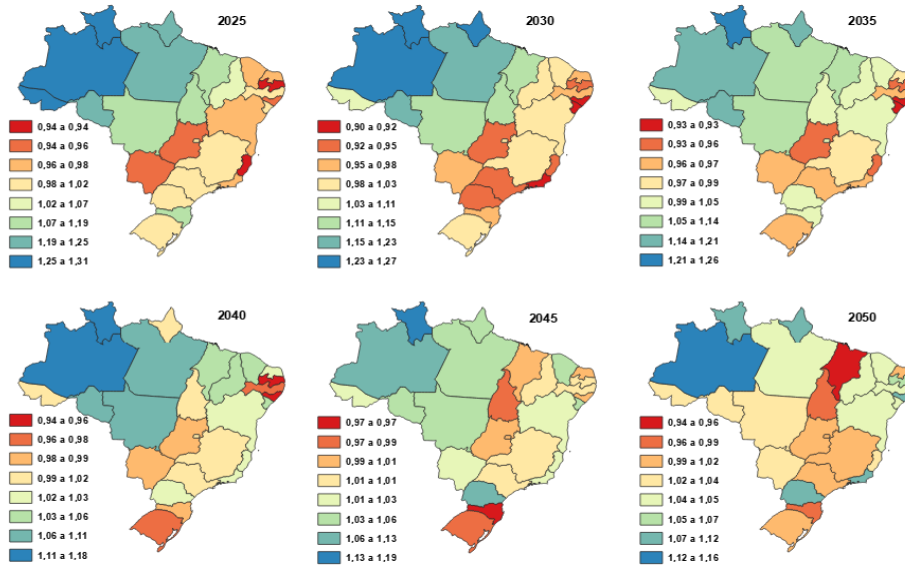 2025
0,94 a 0,94
0,94 a 0,96
0,96 a 0,98
0,98 a 1,02
1,02 a 1,07
1,07 a 1,19
1,19 a 1,25
1,25 a 1,31
2030
0,90 a 0,92
0,92 a 0,95
0,95 a 0,98
0,98 a 1,03
1,03 a 1,11
1,11 a 1,15
1,15 a 1,23
1,23 a 1,27
2035
0,93 a 0,93
0,93 a 0,96
0,96 a 0,97
0,97 a 0,99
0,99 a 1,05
1,05 a 1,14
1,14 a 1,21
1,21 a 1,26
2040
0,94 a 0,96
0,96 a 0,98
0,98 a 0,99
0,99 a 1,02
1,02 a 1,03
1,03 a 1,06
1,06 a 1,11
1,11 a 1,18
2045
0,97 a 0,97
0,97 a 0,99
0,99 a 1,01
1,01 a 1,01
1,01 a 1,03
1,03 a 1,06
1,06 a 1,13
1,13 a 1,19
2050
0,94 a 0,96
0,96 a 0,99
0,99 a 1,02
1,02 a 1,04
1,04 a 1,05
1,05 a 1,07
1,07 a 1,12
1,12 a 1,16